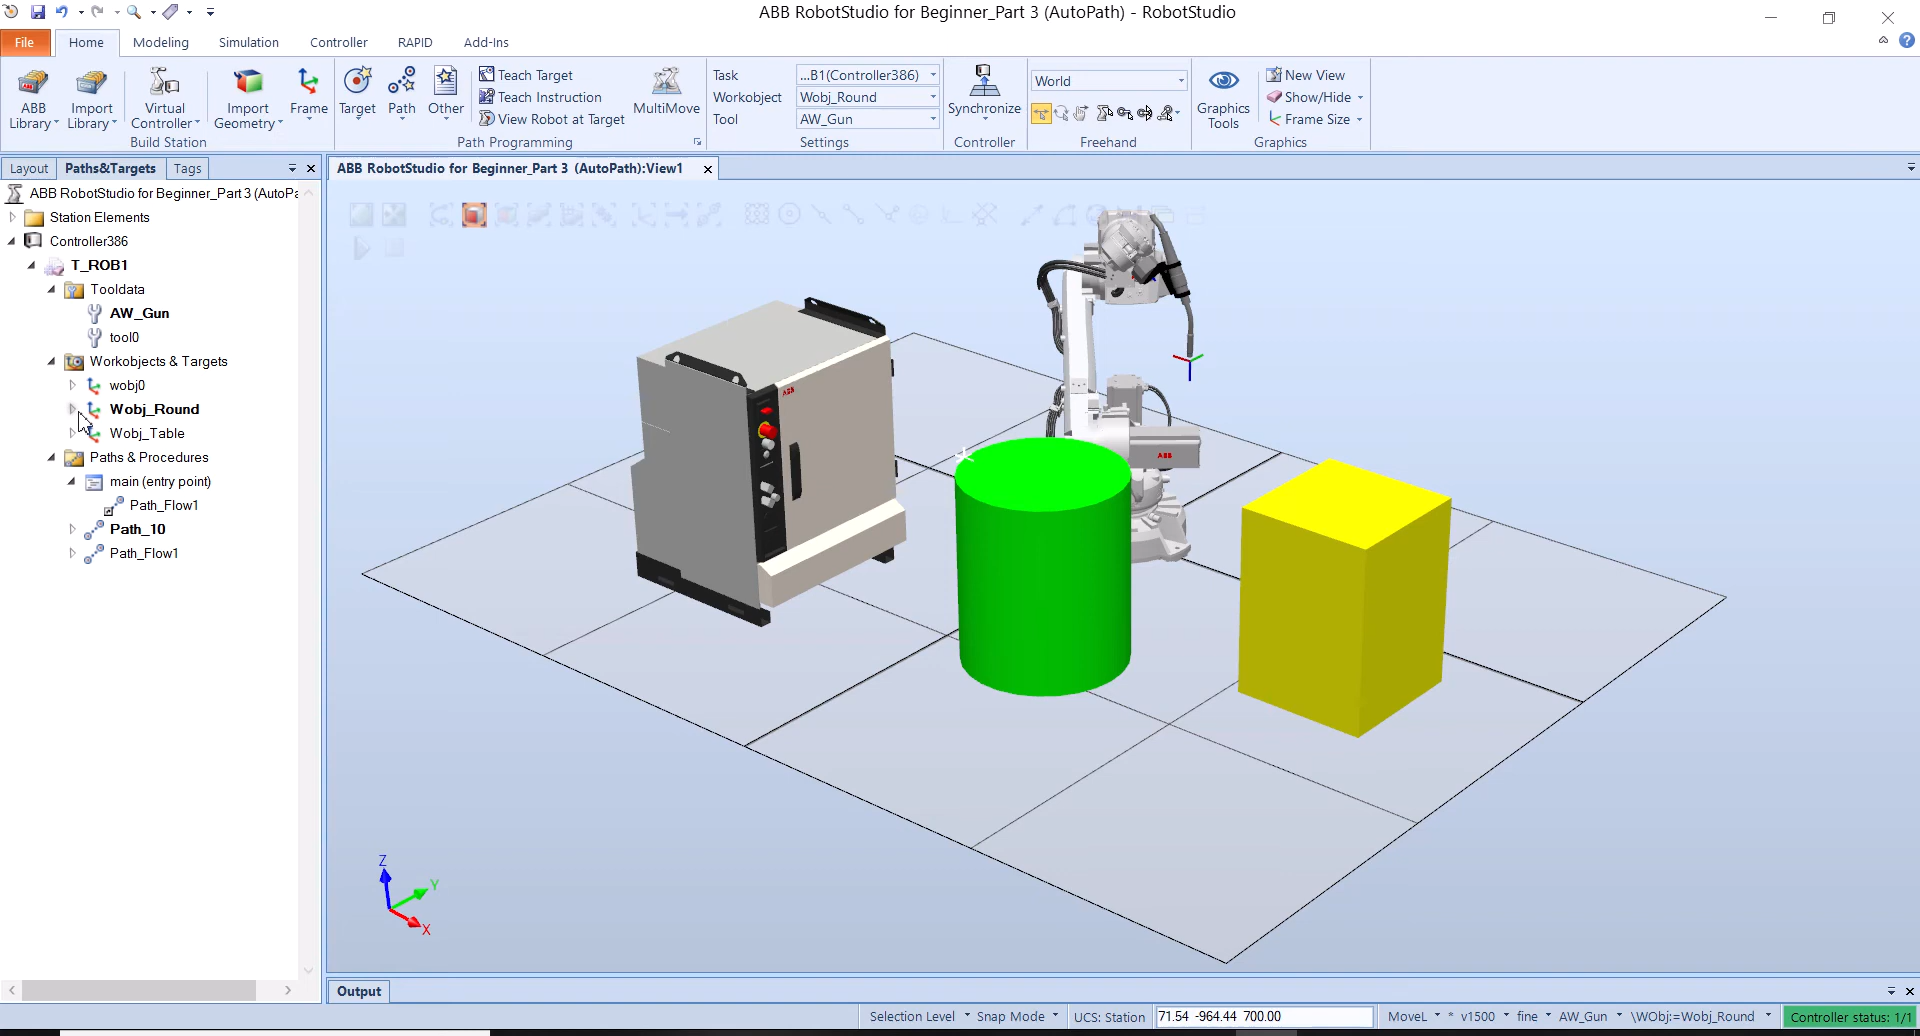 ABB RobotStudio for Beginner_Part 3 (AutoPath) - RobotStudio
File Home Modeling Simulation Controller RAPID Add-Ins
ABB Library
Import Library
Virtual Controller
Import Geometry
Frame
Build Station
Target
Path
Other
Teach Target
Teach Instruction
View Robot at Target
MultiMove
Path Programming
Task ...B1(Controller386)
Workobject Wobj_Round
Tool AW_Gun
Settings
Synchronize
Controller
World
Freehand
Graphics Tools
New View
Show/Hide
Frame Size
Graphics
Layout Paths&Targets Tags
ABB RobotStudio for Beginner_Part 3 (AutoPa
Station Elements
Controller386
T_ROB1
Tooldata
AW_Gun
tool0
Workobjects & Targets
wobj0
Wobj_Round
Wobj_Table
Paths & Procedures
main (entry point)
Path_Flow1
Path_10
Path_Flow1
ABB RobotStudio for Beginner_Part 3 (AutoPath):View1
ABB
ABB
Z
Y
X
Output
Selection Level Snap Mode UCS: Station 71.54 -964.44 700.00 MoveL * v1500 fine AW_Gun \WObj:=Wobj_Round Controller status: 1/1